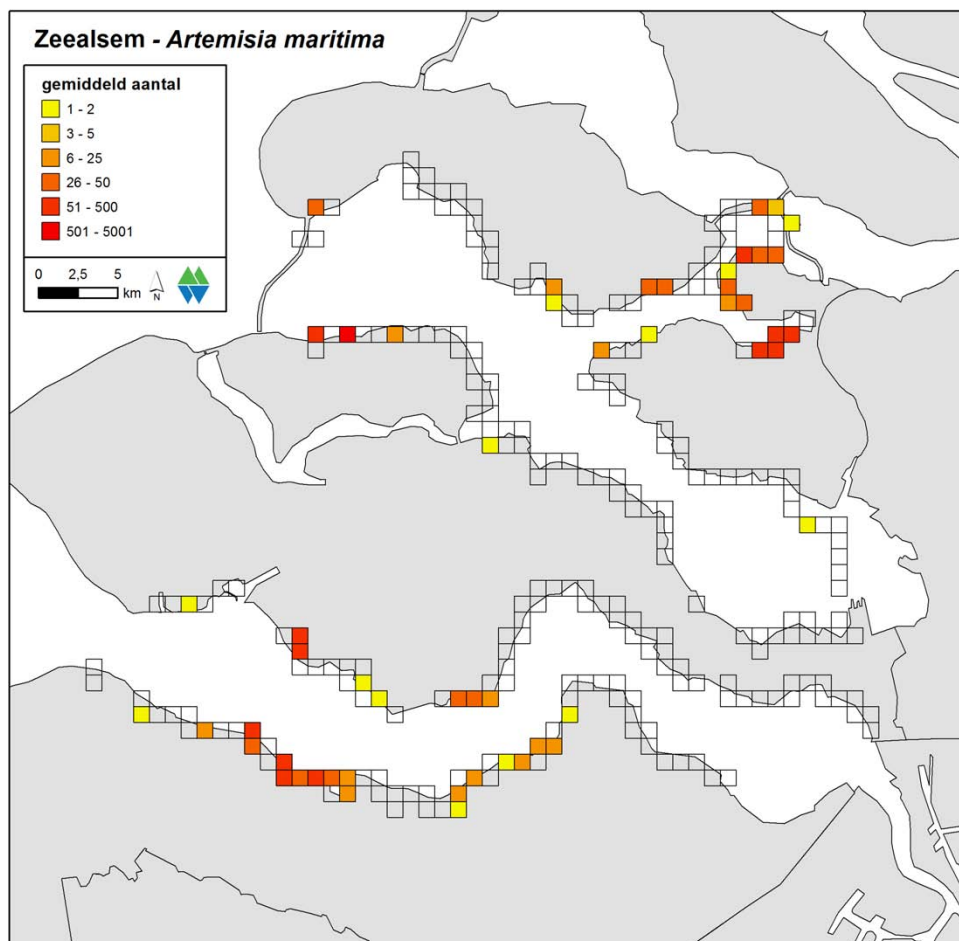 Zeealsem - Artemisia maritima
gemiddeld aantal
1 - 2
3 - 5
6 - 25
26 - 50
51 - 500
501 - 5001
0 2,5 5
km
N